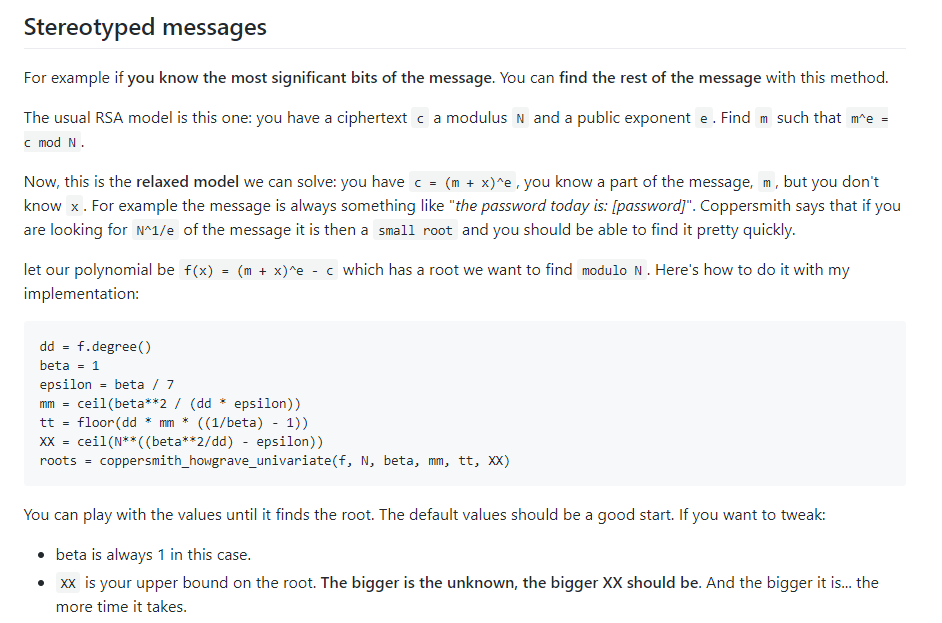 Stereotyped messages
For example if you know the most significant bits of the message. You can find the rest of the message with this method.
The usual RSA model is this one: you have a ciphertext c a modulus N and a public exponent e. Find m such that m^e =
c mod N.
Now, this is the relaxed model we can solve: you have c = (m + x)^e, you know a part of the message, m, but you don't
know x. For example the message is always something like "the password today is: [password]". Coppersmith says that if you
are looking for N^1/e of the message it is then a small root and you should be able to find it pretty quickly.
let our polynomial be f(x) = (m + x)^e - c which has a root we want to find modulo N. Here's how to do it with my
implementation:
dd = f.degree()
beta = 1
epsilon = beta / 7
mm = ceil(beta**2 / (dd * epsilon))
tt = floor(dd * mm * ((1/beta) - 1))
XX = ceil(N**((beta**2/dd) - epsilon))
roots = coppersmith_howgrave_univariate(f, N, beta, mm, tt, XX)
You can play with the values until it finds the root. The default values should be a good start. If you want to tweak:
• beta is always 1 in this case.
• XX is your upper bound on the root. The bigger is the unknown, the bigger XX should be. And the bigger it is... the
more time it takes.